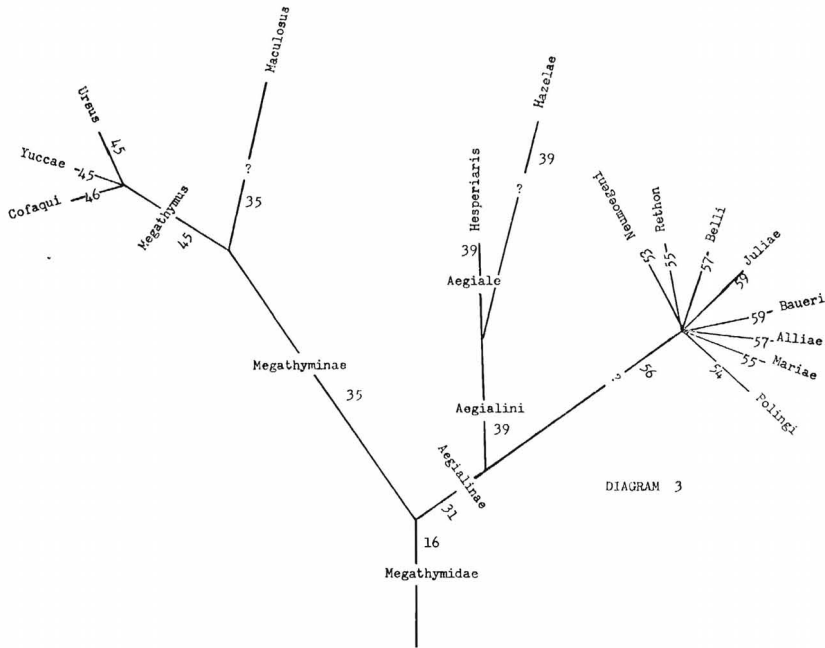 Maculosus
Ursus
45
Yuccae
45
Cofaqui
46
Megathymus
45
?
35
Hazelae
39
?
Hesperiaris
39
Aegiale
Neumoegeni
53
Rethon
55
Belli
57
Juliae
59
Baueri
59
Alliae
57
Mariae
55
Polingi
54
Megathyminae
35
Aegialini
39
?
56
Aegialinae
31
DIAGRAM 3
16
Megathymidae